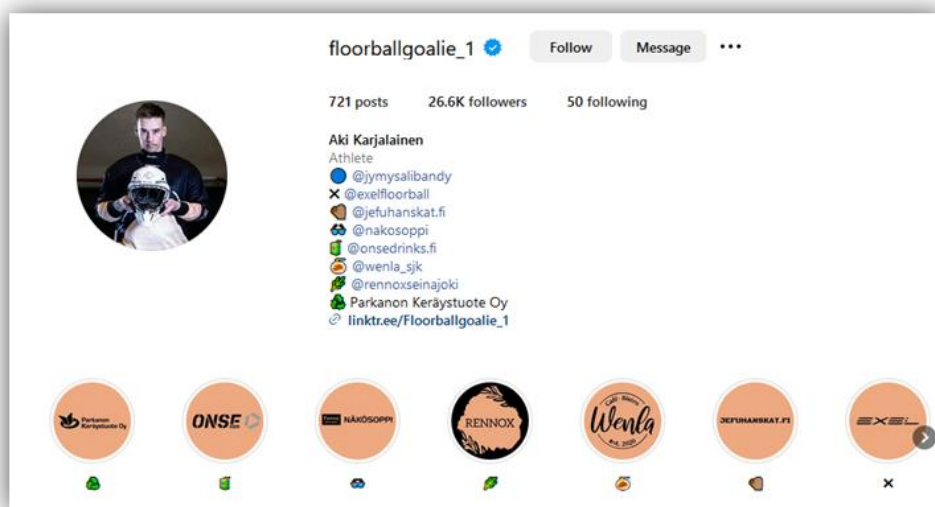 floorballgoalie_1 Follow Message
721 posts 26.6K followers 50 following
Aki Karjalainen
Athlete
@jymysalibandy
@exelfloorball
@jefuhanskat.fi
@nakosoppi
@onsedrinks.fi
@wenla_sjk
@rennoxseinajoki
Parkanon Keräystuote Oy
linktr.ee/Floorballgoalie_1
Parkanon Keräystuote Oy
ONSE
NÄKÖSOPPI
RENNOX
Café - Bistro
Wenla
JEFUHANSKAT.FI
EXEL